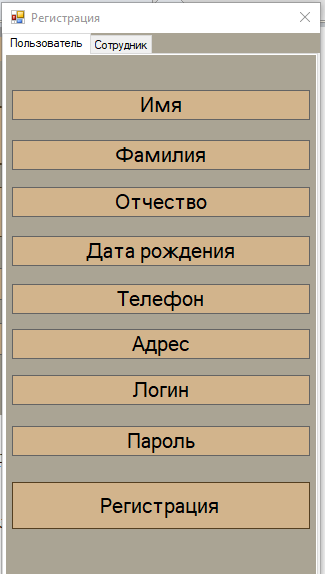 Регистрация
Пользователь Сотрудник
Имя
Фамилия
Отчество
Дата рождения
Телефон
Адрес
Логин
Пароль
Регистрация